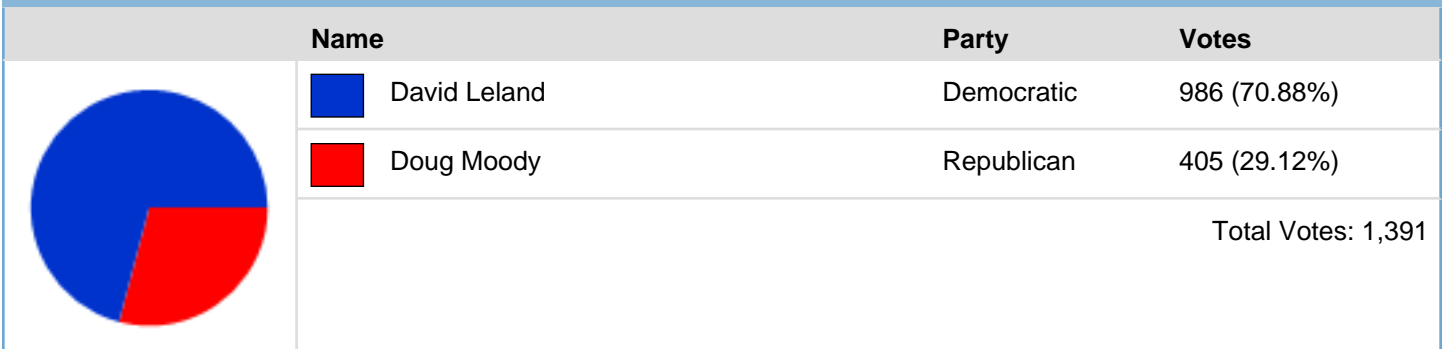 Name Party Votes
David Leland Democratic 986 (70.88%)
Doug Moody Republican 405 (29.12%)
Total Votes: 1,391